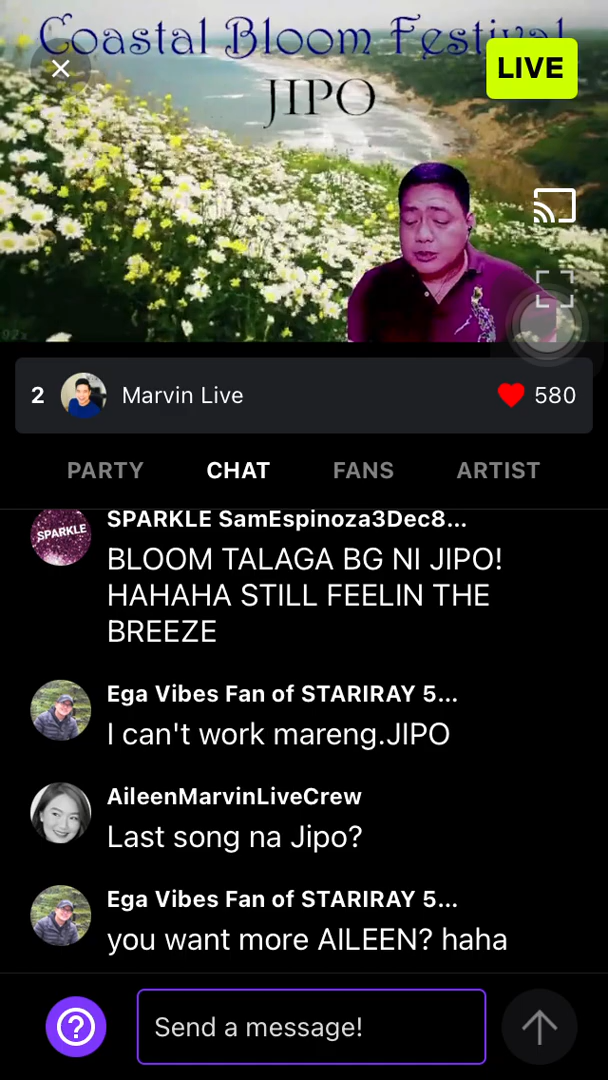 Coastal Bloom Festival
JIPO
LIVE
2 Marvin Live 580
PARTY CHAT FANS ARTIST
SPARKLE
SPARKLE SamEspinoza3Dec8...
BLOOM TALAGA BG NI JIPO!
HAHAHA STILL FEELIN THE
BREEZE
Ega Vibes Fan of STARIRAY 5...
I can't work mareng.JIPO
AileenMarvinLiveCrew
Last song na Jipo?
Ega Vibes Fan of STARIRAY 5...
you want more AILEEN? haha
Send a message!